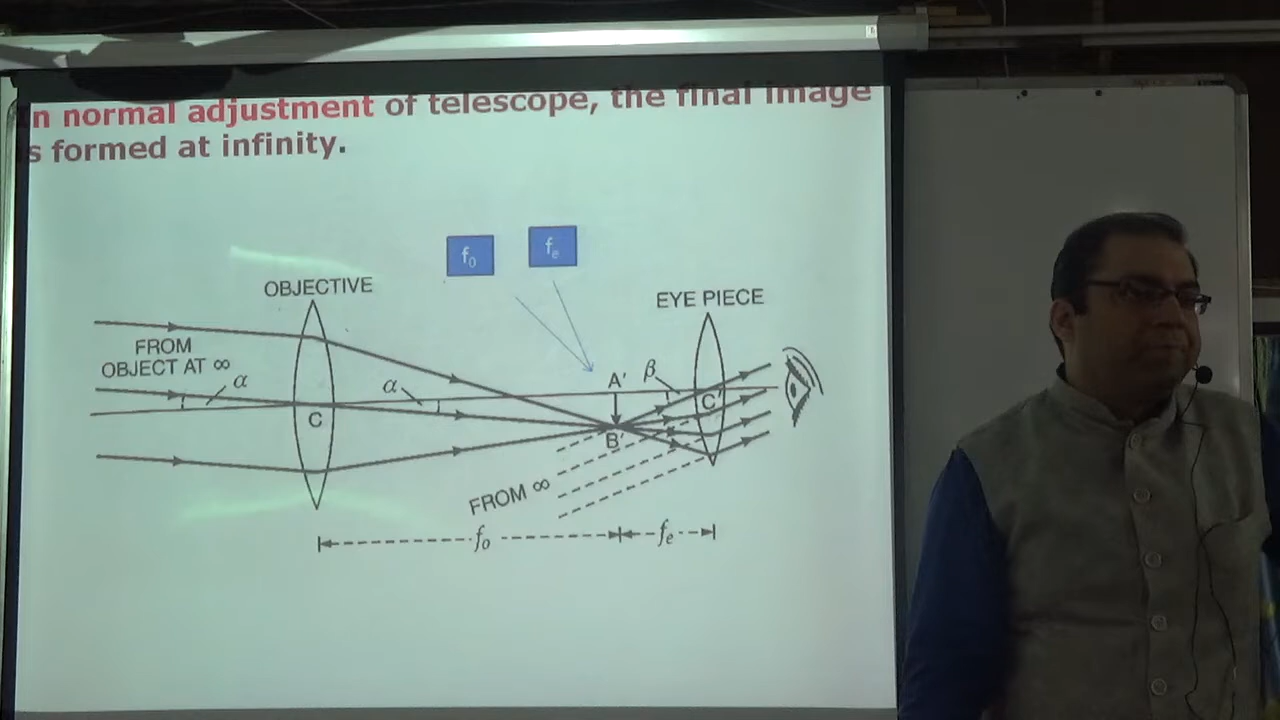 n normal adjustment of telescope, the final image
s formed at infinity.
f₀
fₑ
OBJECTIVE
EYE PIECE
FROM
OBJECT AT ∞
α
α
A'
β
C
C'
B'
FROM ∞
f₀
fₑ